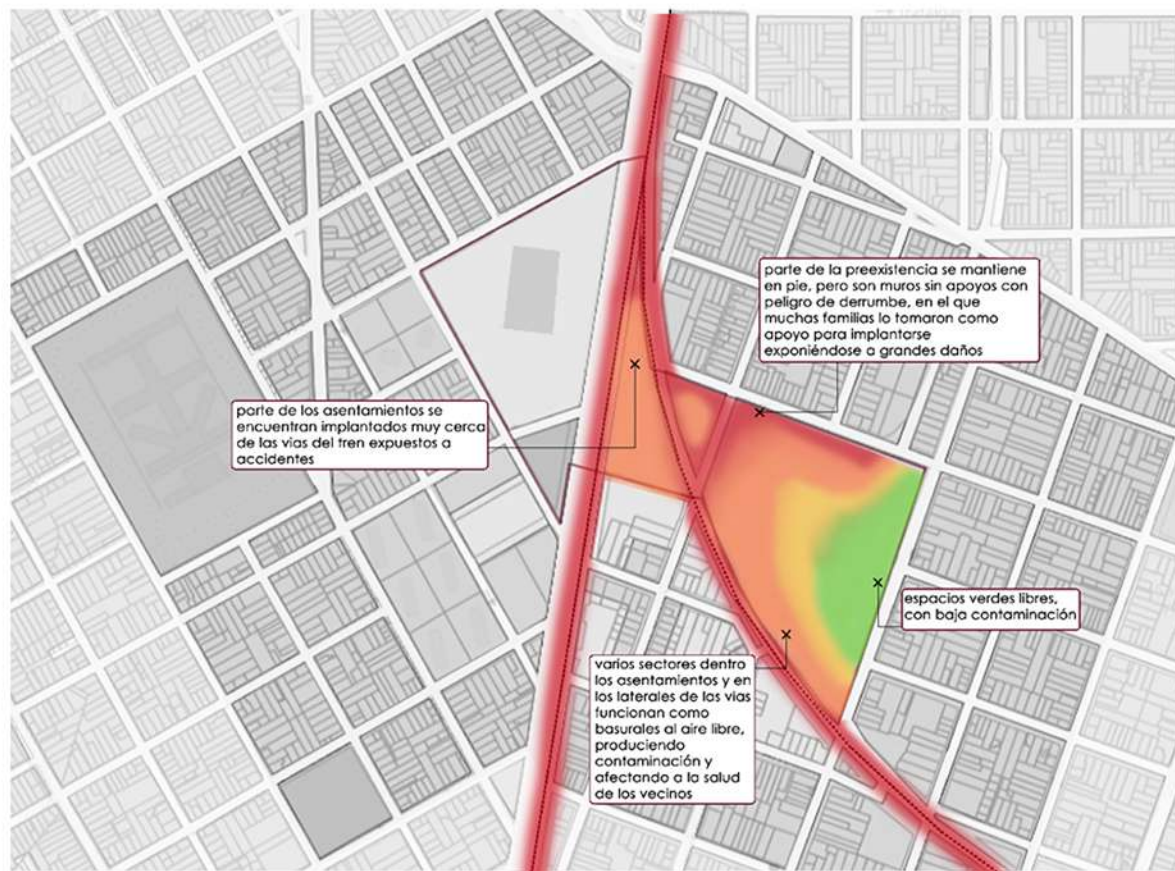 parte de la preexistencia se mantiene
en pie, pero son muros sin apoyos con
peligro de derrumbe, en el que
muchas familias lo tomaron como
apoyo para implantarse
exponiéndose a grandes daños
parte de los asentamientos se
encuentran implantados muy cerca
de las vias del tren expuestos a
accidentes
espacios verdes libres,
con baja contaminación
varios sectores dentro
los asentamientos y en
los laterales de las vias
funcionan como
basurales al aire libre,
produciendo
contaminación y
afectando a la salud
de los vecinos